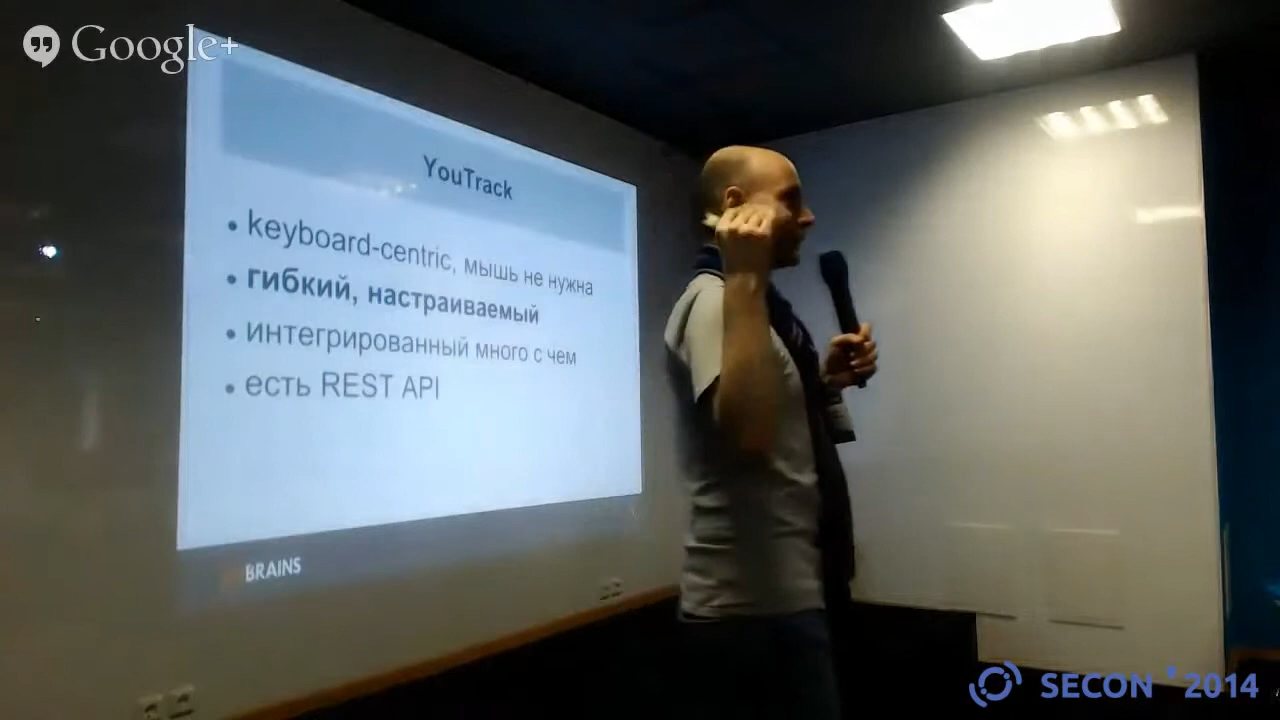 Google+
YouTrack
• keyboard-centric, мышь не нужна
• гибкий, настраиваемый
• интегрированный много с чем
• есть REST API
BRAINS
SECON '2014